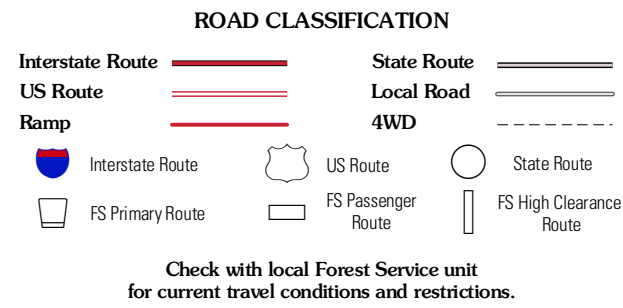 ROAD CLASSIFICATION
Interstate Route
State Route
US Route
Local Road
Ramp
4WD
Interstate Route
US Route
State Route
FS Primary Route
FS Passenger
Route
FS High Clearance
Route
Check with local Forest Service unit
for current travel conditions and restrictions.